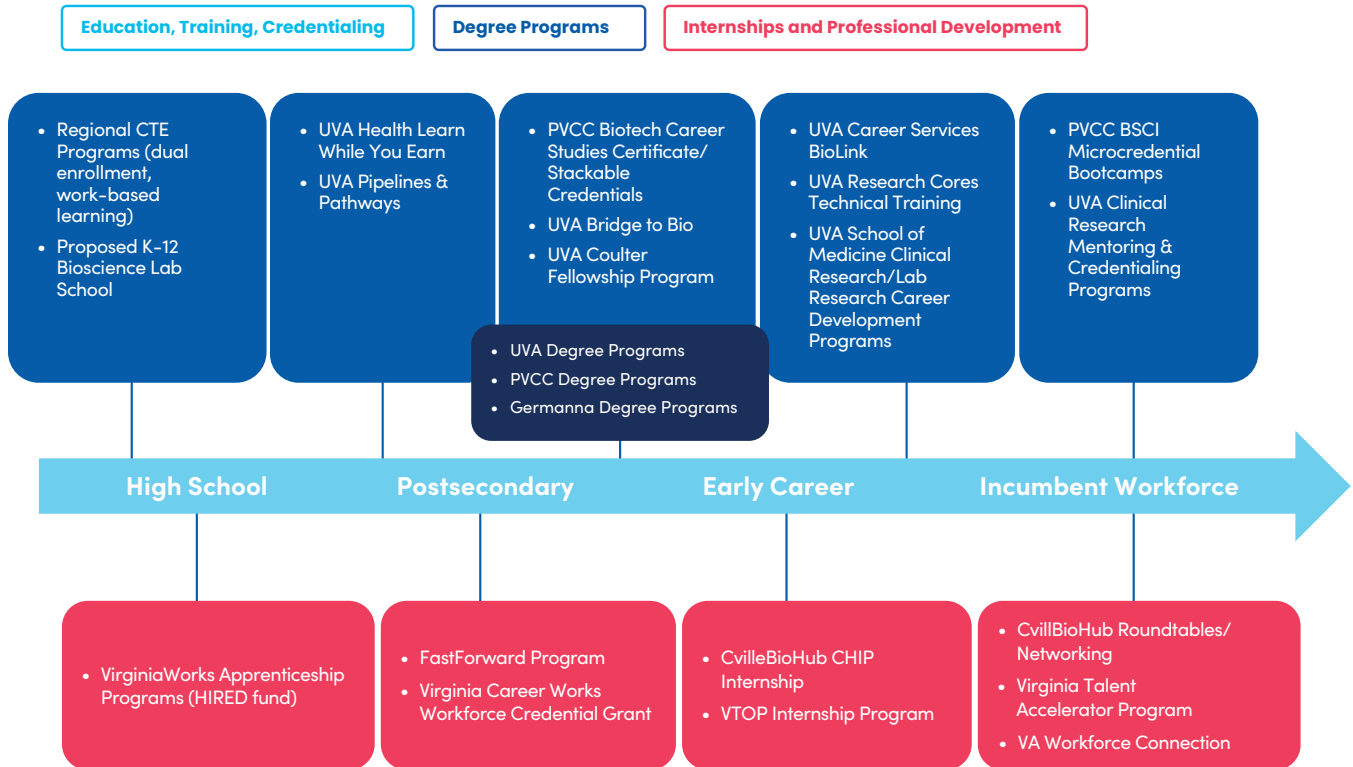 Education, Training, Credentialing
Degree Programs
Internships and Professional Development
• Regional CTE
Programs (dual
enrollment,
work-based
learning)
• Proposed K-12
Bioscience Lab
School
• UVA Health Learn
While You Earn
• UVA Pipelines &
Pathways
• PVCC Biotech Career
Studies Certificate/
Stackable
Credentials
• UVA Bridge to Bio
• UVA Coulter
Fellowship Program
• UVA Career Services
BioLink
• UVA Research Cores
Technical Training
• UVA School of
Medicine Clinical
Research/Lab
Research Career
Development
Programs
• PVCC BSCI
Microcredential
Bootcamps
• UVA Clinical
Research
Mentoring &
Credentialing
Programs
• UVA Degree Programs
• PVCC Degree Programs
• Germanna Degree Programs
High School
Postsecondary
Early Career
Incumbent Workforce
• VirginiaWorks Apprenticeship
Programs (HIRED fund)
• FastForward Program
• Virginia Career Works
Workforce Credential Grant
• CvilleBioHub CHIP
Internship
• VTOP Internship Program
• CvillBioHub Roundtables/
Networking
• Virginia Talent
Accelerator Program
• VA Workforce Connection